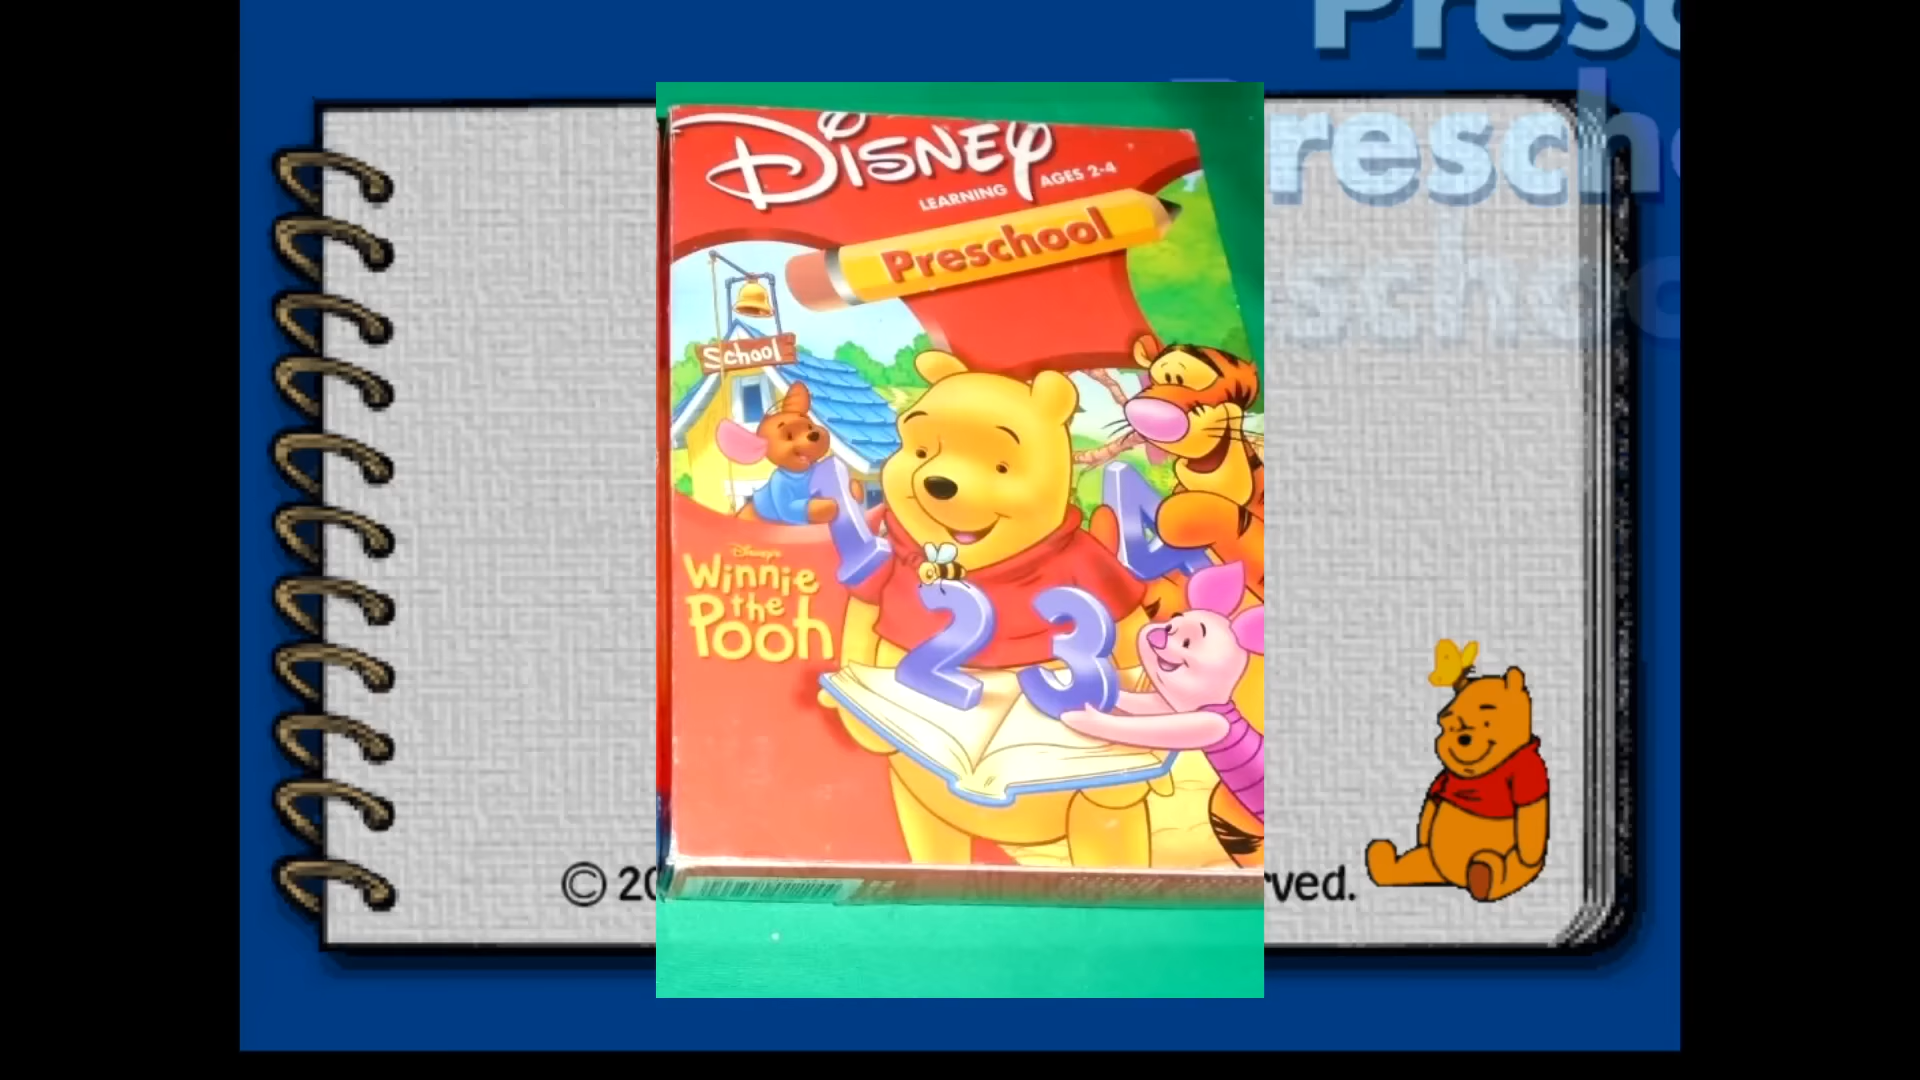 Presc
Presch
schoo
DISNEY
LEARNING AGES 2-4
Preschool
School
1
4
Disney's
Winnie
the
Pooh
2 3
© 20
rved.